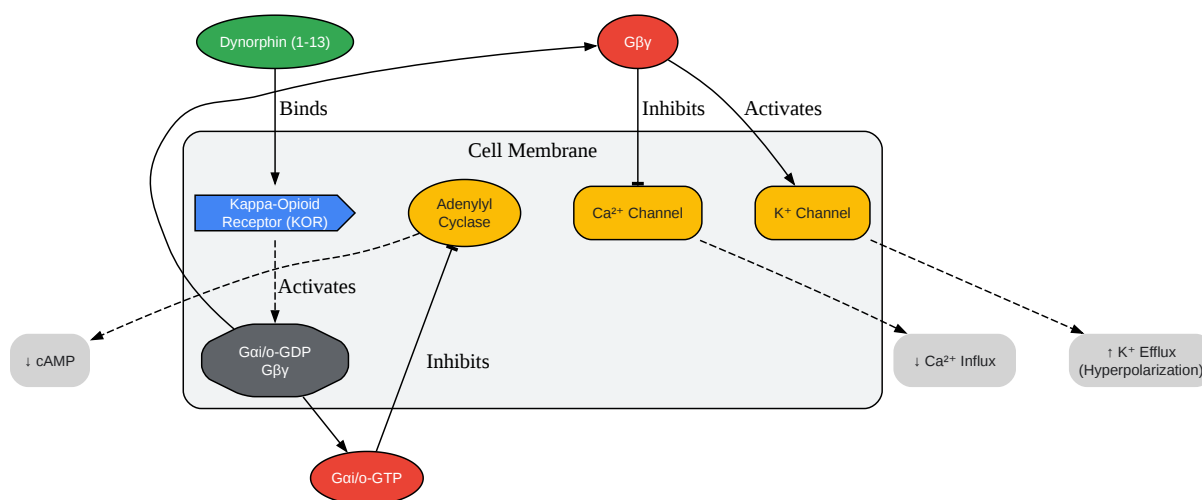 Dynorphin (1-13)
Gβγ
Binds
Inhibits
Activates
Cell Membrane
Kappa-Opioid
Receptor (KOR)
Adenylyl
Cyclase
Ca²⁺ Channel
K⁺ Channel
Activates
↓ cAMP
Gαi/o-GDP
Gβγ
Inhibits
↓ Ca²⁺ Influx
↑ K⁺ Efflux
(Hyperpolarization)
Gαi/o-GTP